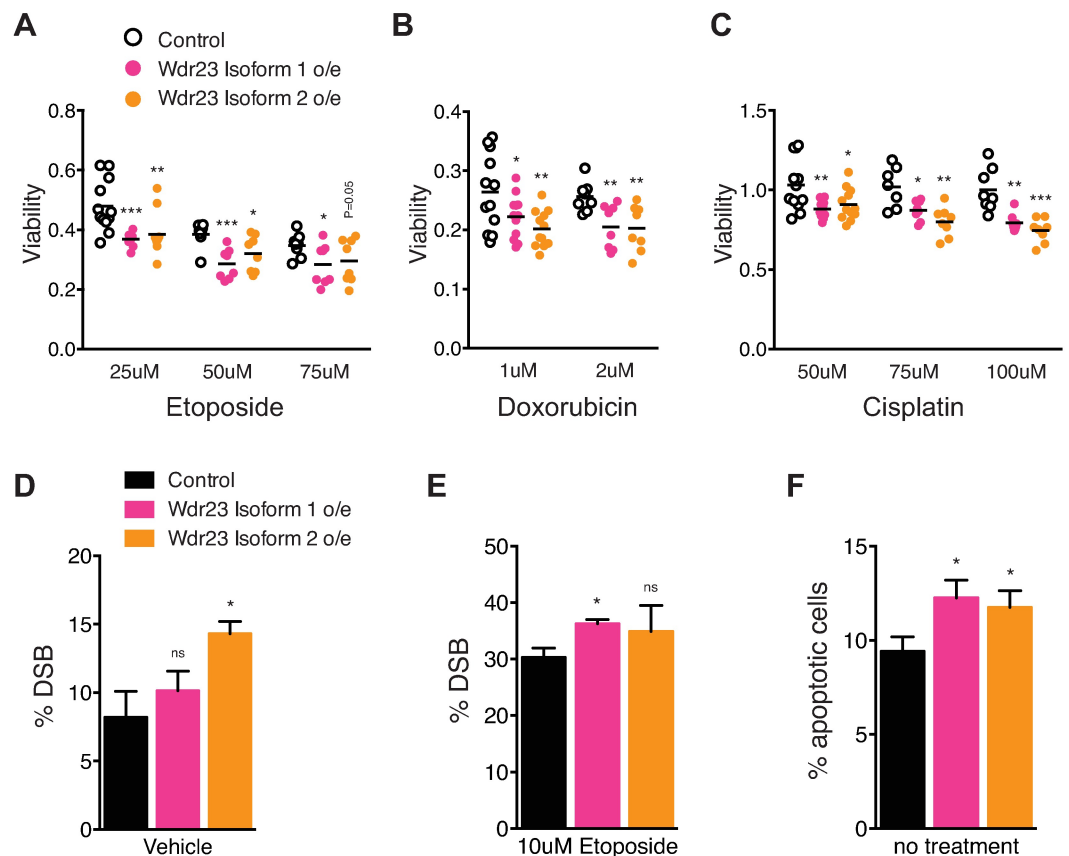 A
Control
Wdr23 Isoform 1 o/e
Wdr23 Isoform 2 o/e
Viability
0.8
0.6
0.4
0.2
0.0
***
**
***
*
*
P=0.05
25uM 50uM 75uM
Etoposide
B
Viability
0.4
0.3
0.2
0.1
0.0
*
**
**
**
1uM 2uM
Doxorubicin
C
Viability
1.5
1.0
0.5
0.0
**
*
*
**
**
***
50uM 75uM 100uM
Cisplatin
D
Control
Wdr23 Isoform 1 o/e
Wdr23 Isoform 2 o/e
% DSB
20
15
10
5
0
ns
*
Vehicle
E
% DSB
50
40
30
20
10
0
*
ns
10uM Etoposide
F
% apoptotic cells
15
10
5
0
*
*
no treatment